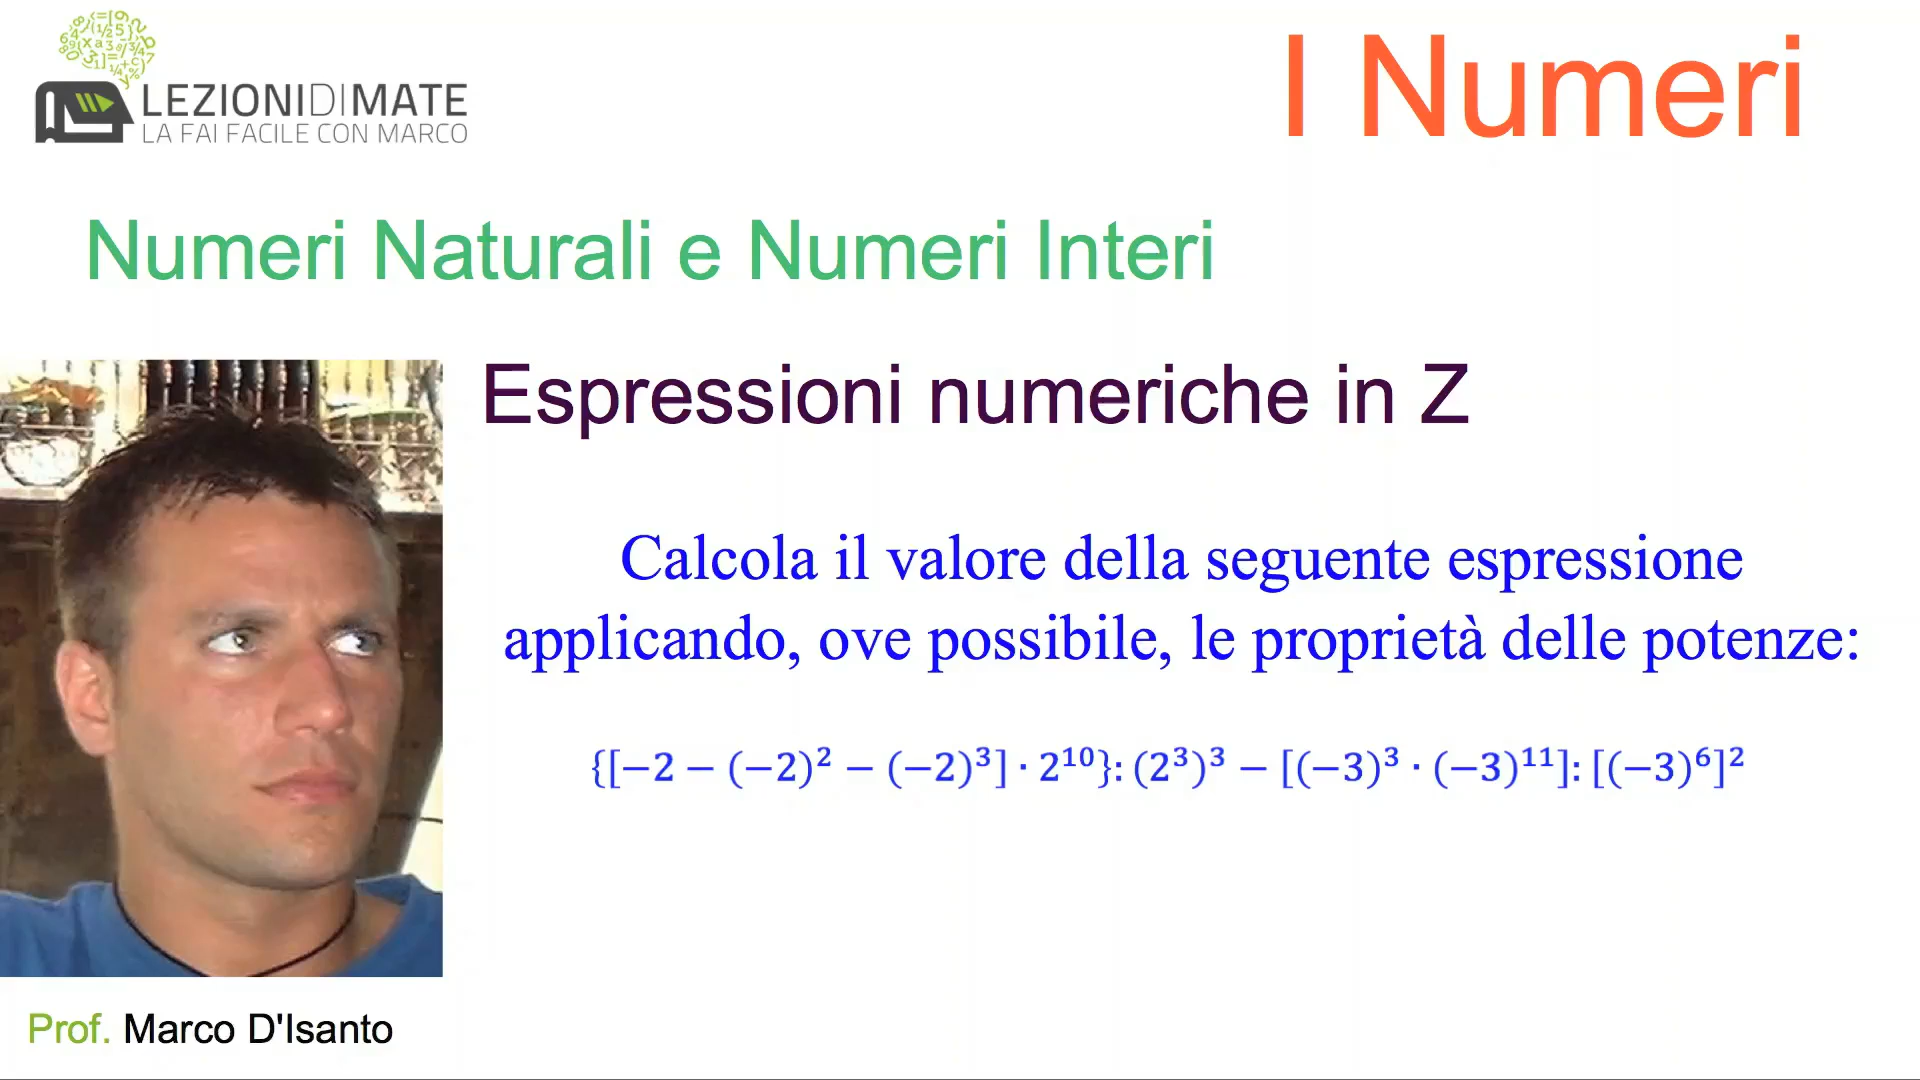 LEZIONIDIMATE
LA FAI FACILE CON MARCO
I Numeri
Numeri Naturali e Numeri Interi
Espressioni numeriche in Z
Calcola il valore della seguente espressione
applicando, ove possibile, le proprietà delle potenze:
{[−2 − (−2)² − (−2)³] · 2¹⁰}: (2³)³ − [(−3)³ · (−3)¹¹]: [(−3)⁶]²
Prof. Marco D'Isanto